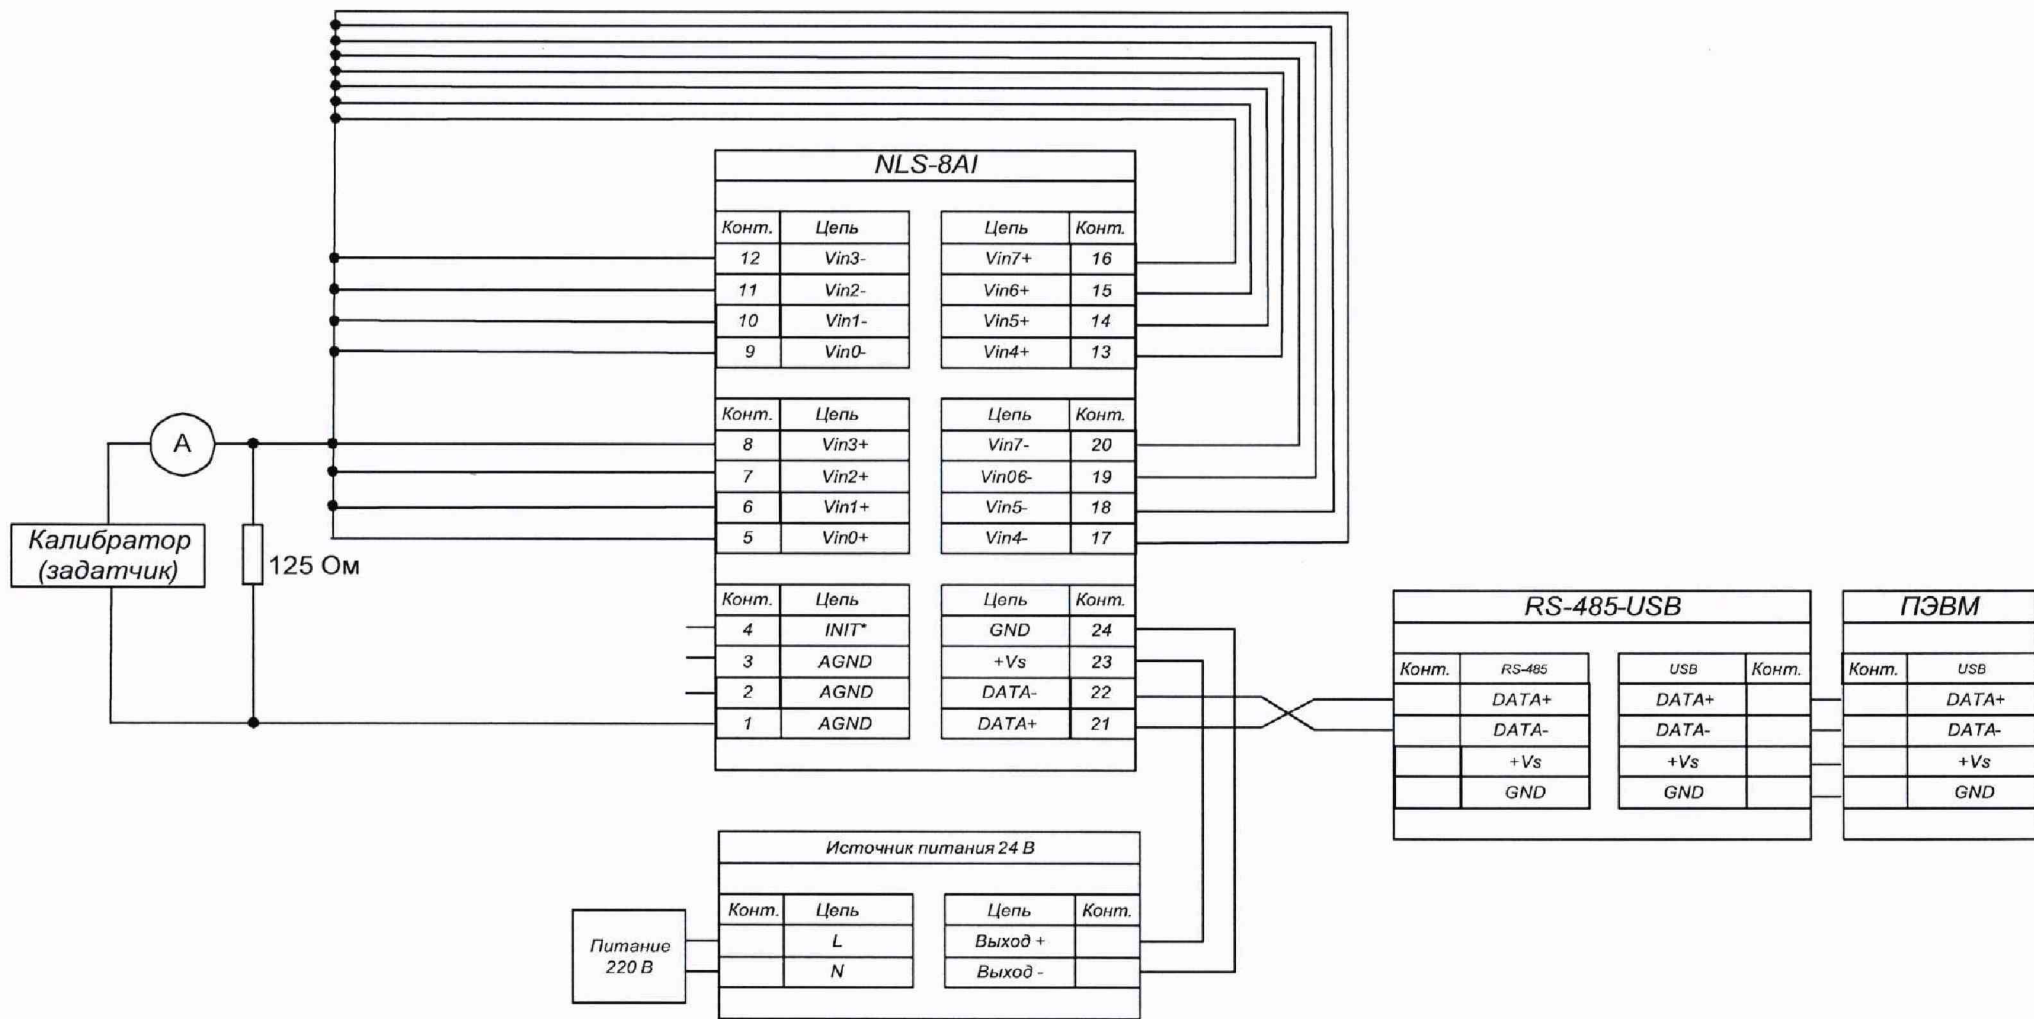 NLS-8AI
Конт. Цепь Цепь Конт.
12 Vin3- Vin7+ 16
11 Vin2- Vin6+ 15
10 Vin1- Vin5+ 14
9 Vin0- Vin4+ 13
Конт. Цепь Цепь Конт.
8 Vin3+ Vin7- 20
7 Vin2+ Vin06- 19
6 Vin1+ Vin5- 18
5 Vin0+ Vin4- 17
Конт. Цепь Цепь Конт.
4 INIT* GND 24
3 AGND +Vs 23
2 AGND DATA- 22
1 AGND DATA+ 21
A
Калибратор
(задатчик)
125 Ом
RS-485-USB
Конт. RS-485 USB Конт.
DATA+ DATA+
DATA- DATA-
+Vs +Vs
GND GND
ПЭВМ
Конт. USB
DATA+
DATA-
+Vs
GND
Источник питания 24 В
Конт. Цепь Цепь Конт.
L Выход +
N Выход -
Питание
220 В